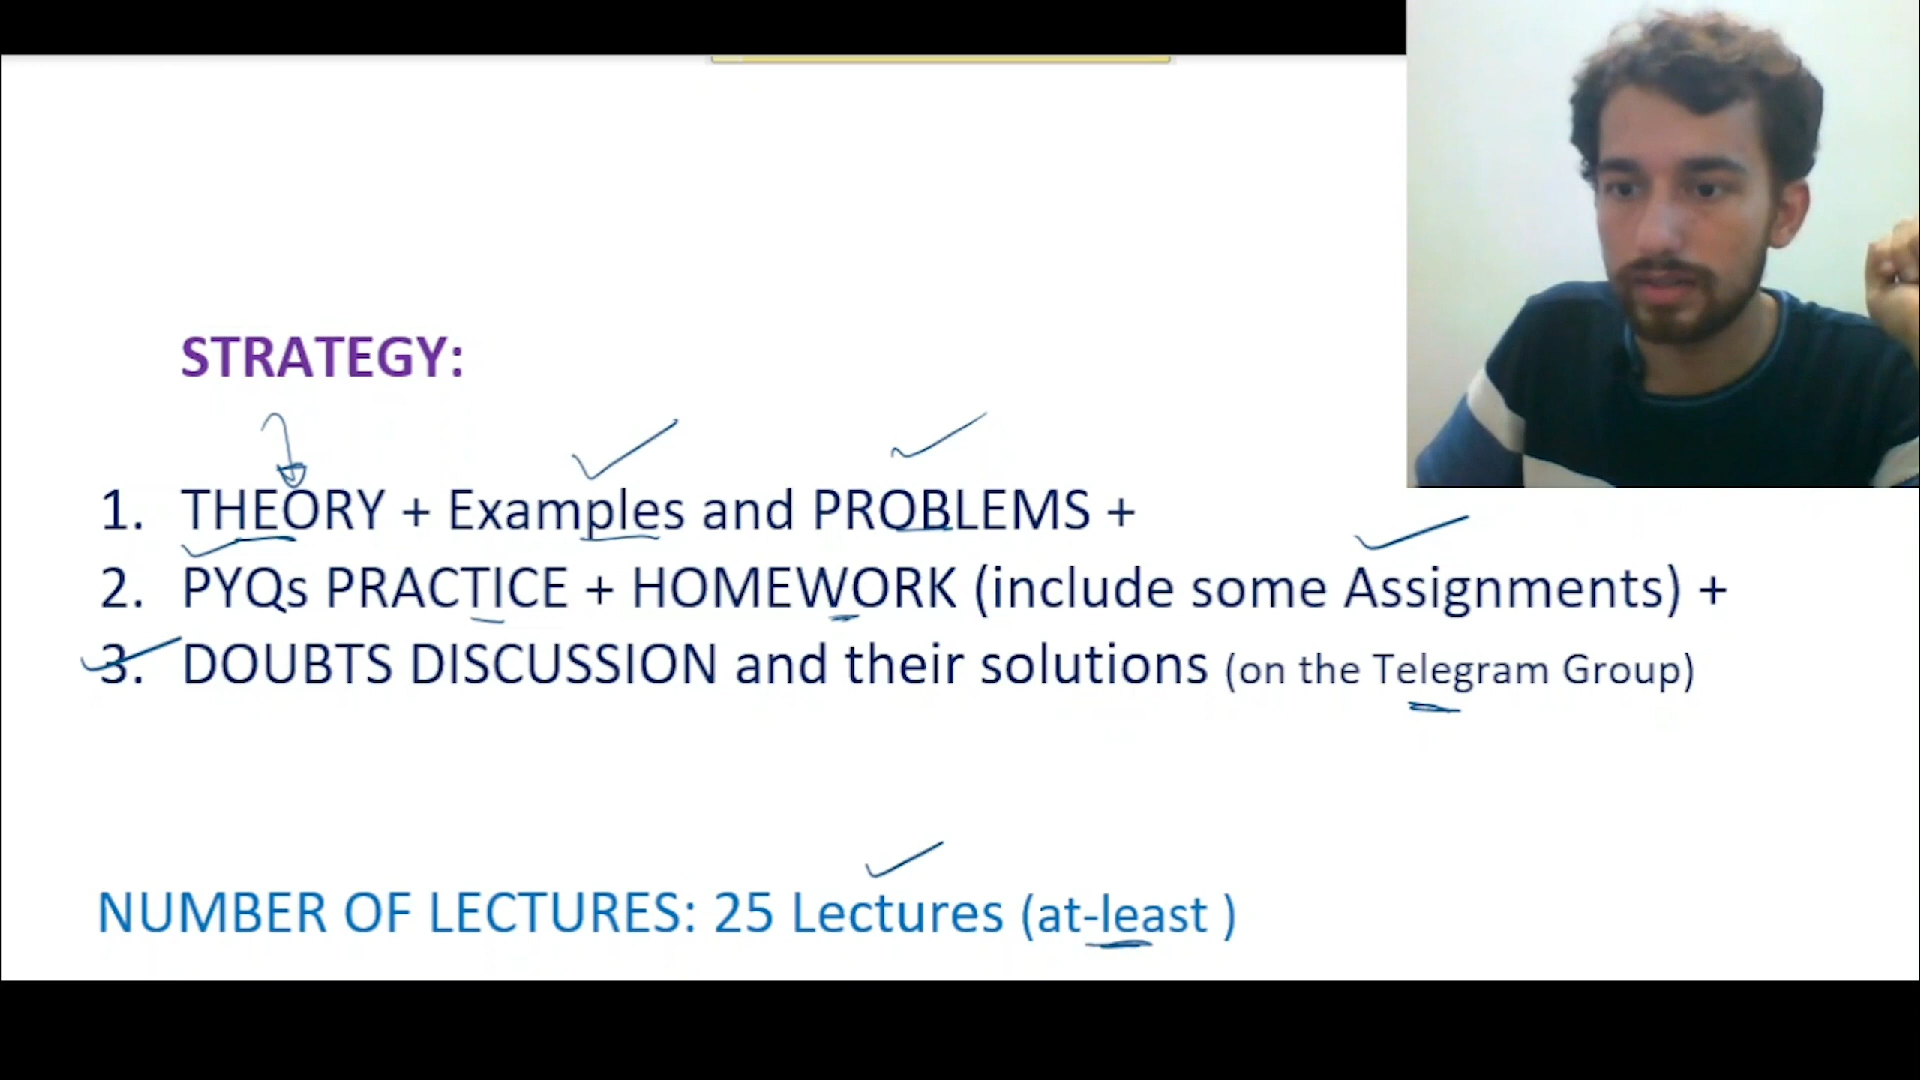 STRATEGY:
1. THEORY + Examples and PROBLEMS +
2. PYQs PRACTICE + HOMEWORK (include some Assignments) +
3. DOUBTS DISCUSSION and their solutions (on the Telegram Group)
NUMBER OF LECTURES: 25 Lectures (at-least )